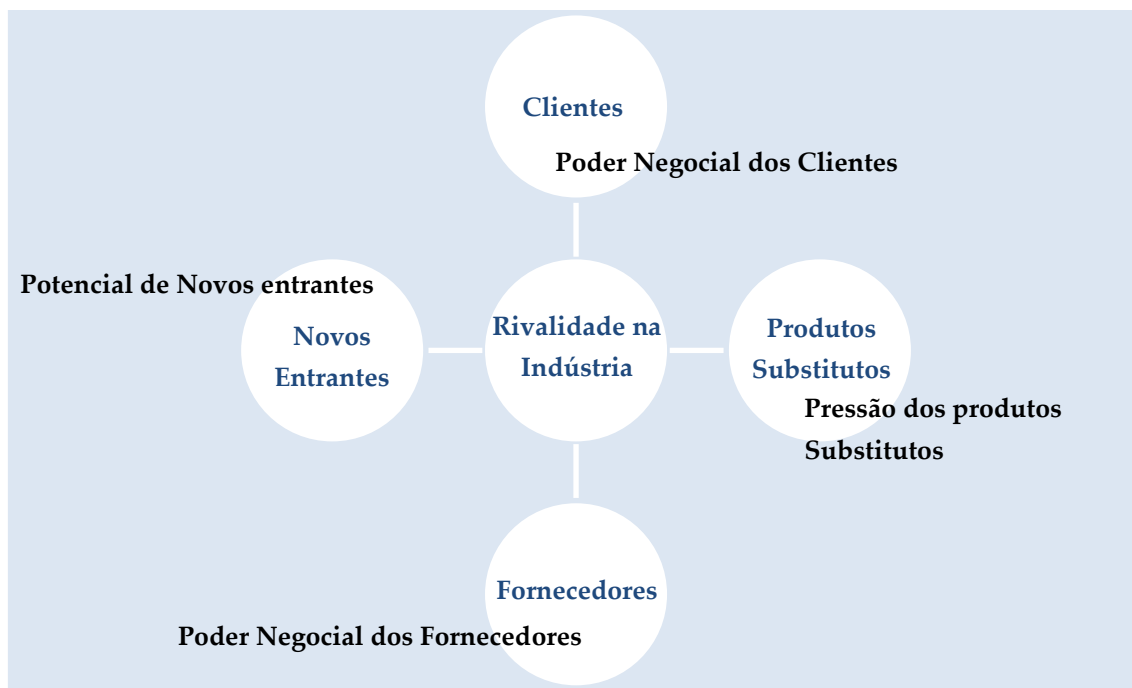 Clientes
Poder Negocial dos Clientes
Potencial de Novos entrantes
Novos
Entrantes
Rivalidade na
Indústria
Produtos
Substitutos
Pressão dos produtos
Substitutos
Fornecedores
Poder Negocial dos Fornecedores